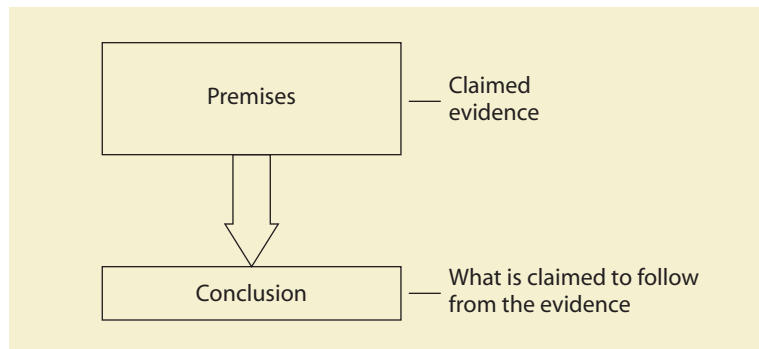 Premises
Claimed
evidence
Conclusion
What is claimed to follow
from the evidence